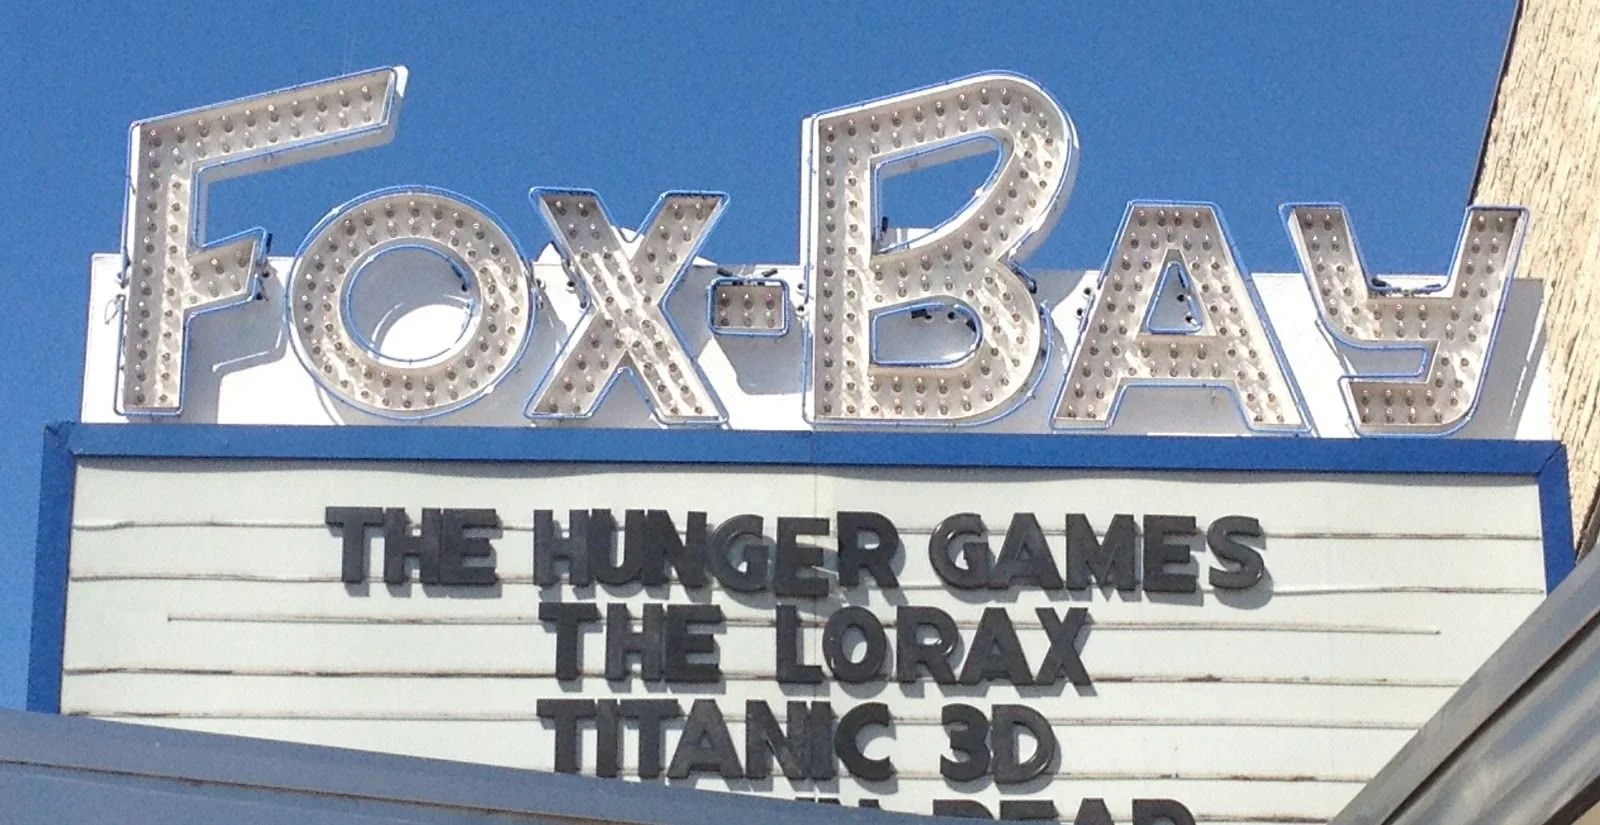 FOX-BAY
THE HUNGER GAMES
THE LORAX
TITANIC 3D